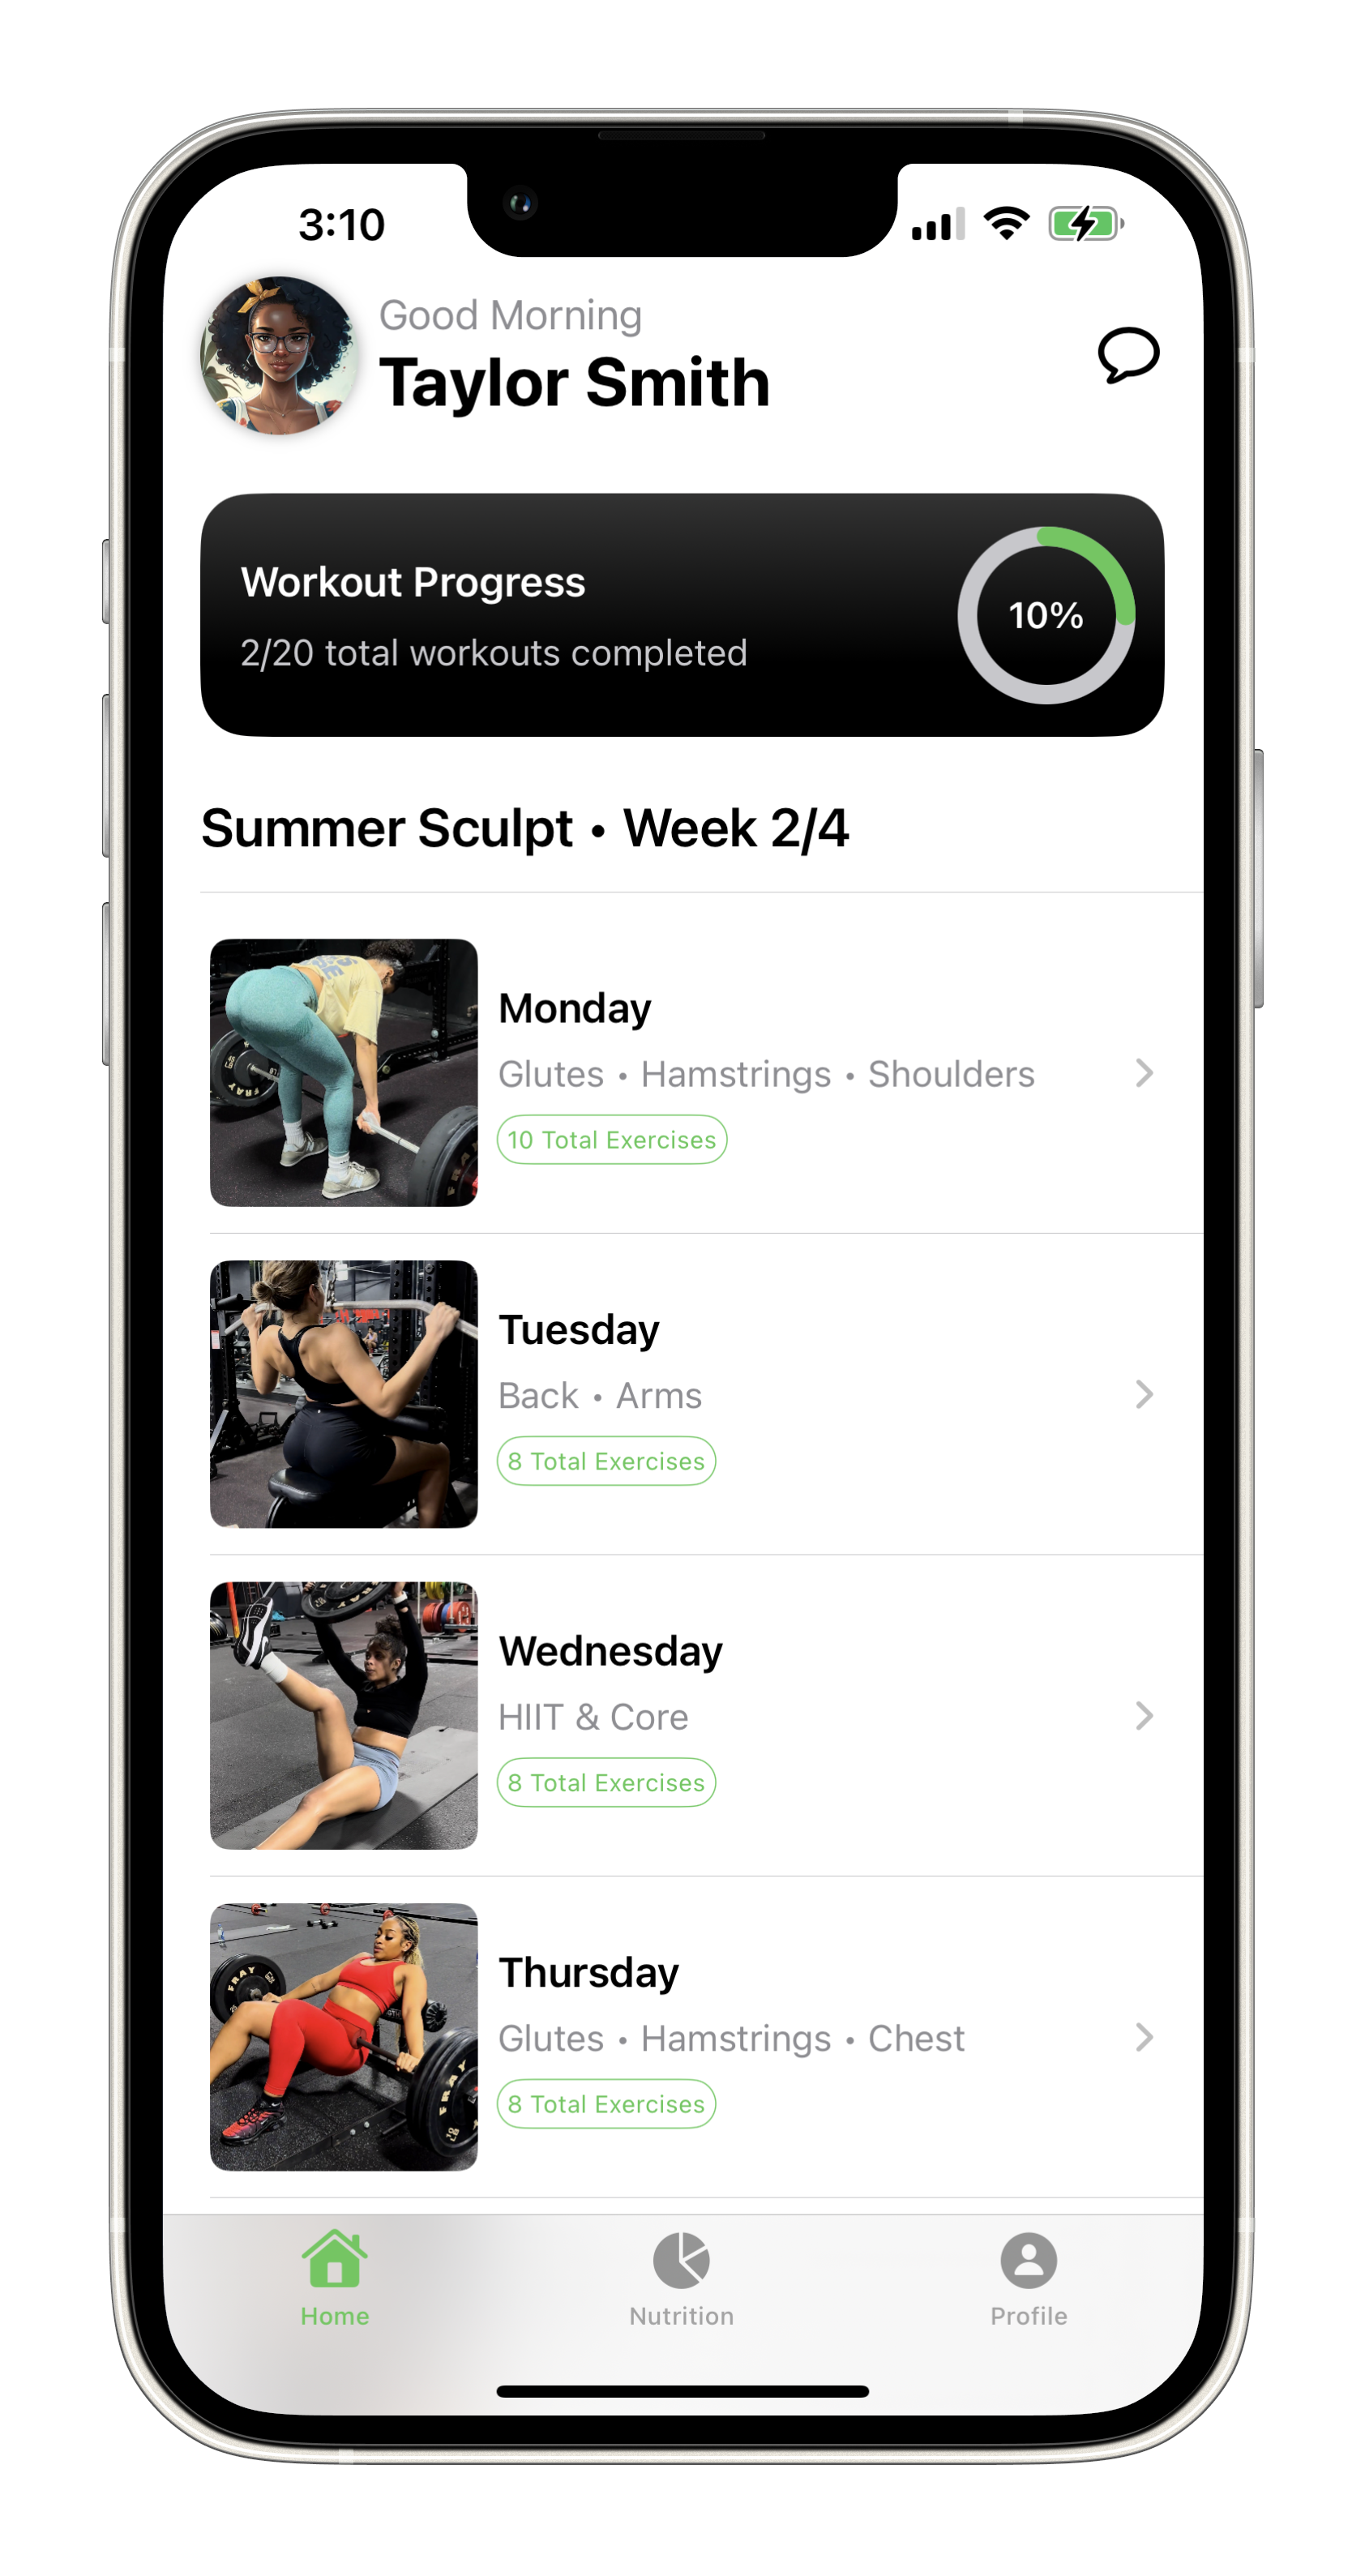 3:10
Good Morning
Taylor Smith
Workout Progress
2/20 total workouts completed
10%
Summer Sculpt • Week 2/4
Monday
Glutes • Hamstrings • Shoulders
10 Total Exercises
Tuesday
Back • Arms
8 Total Exercises
Wednesday
HIIT & Core
8 Total Exercises
FRAY
Thursday
Glutes • Hamstrings • Chest
8 Total Exercises
FRAY
Home
Nutrition
Profile